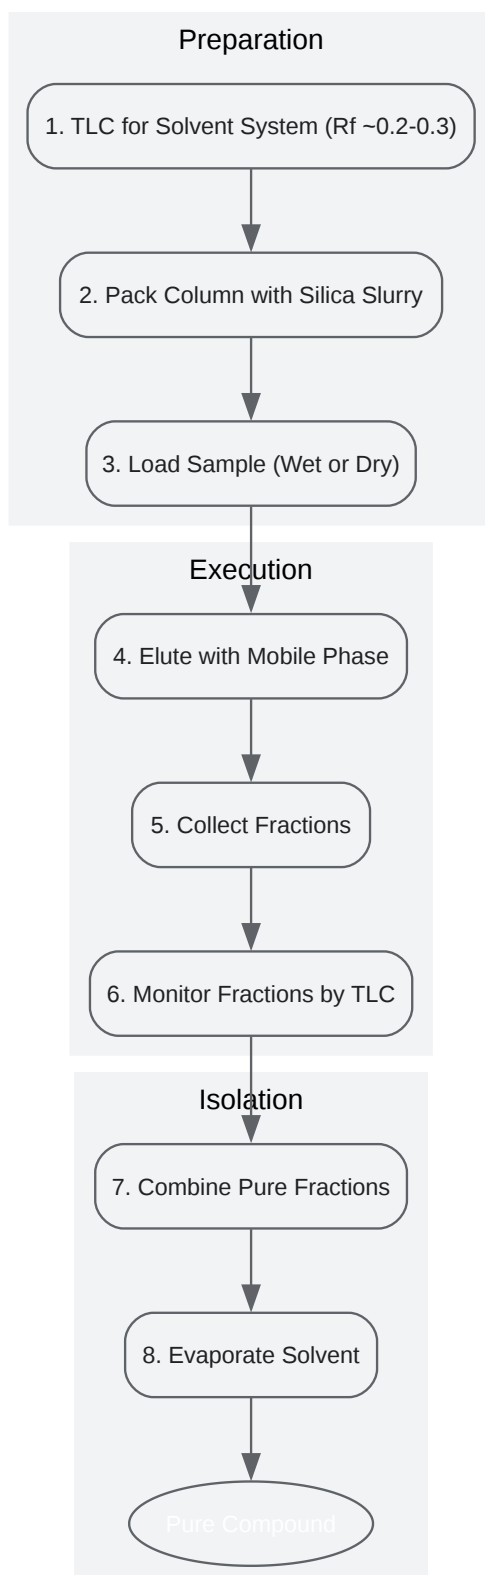 Preparation
1. TLC for Solvent System (Rf ~0.2-0.3)
2. Pack Column with Silica Slurry
3. Load Sample (Wet or Dry)
Execution
4. Elute with Mobile Phase
5. Collect Fractions
6. Monitor Fractions by TLC
Isolation
7. Combine Pure Fractions
8. Evaporate Solvent
Pure Compound